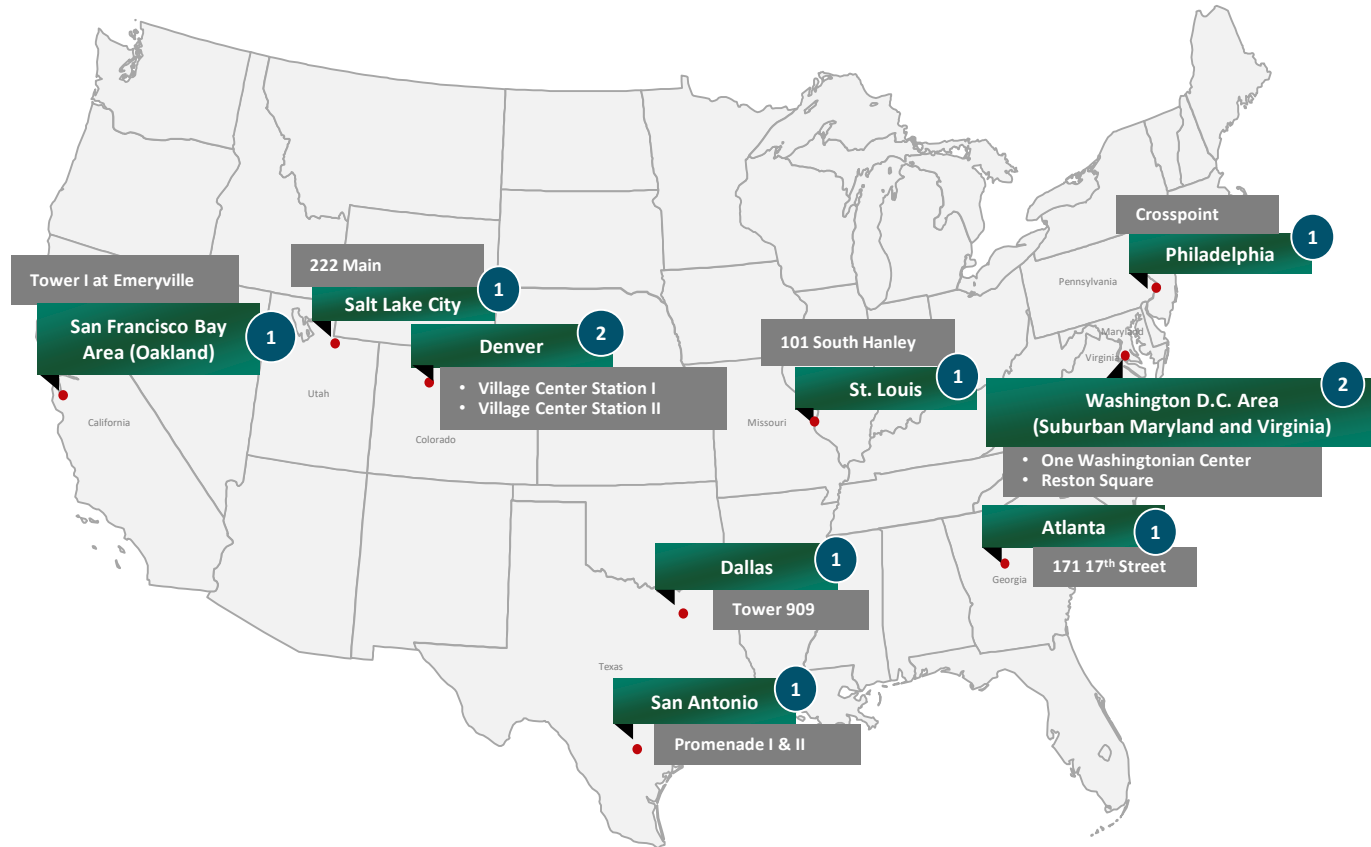 Crosspoint
1
Philadelphia
Pennsylvania
Tower I at Emeryville
San Francisco Bay
Area (Oakland)
1
California
222 Main
1
Salt Lake City
Utah
2
Denver
• Village Center Station I
• Village Center Station II
Colorado
101 South Hanley
1
St. Louis
Missouri
Maryland
Virginia
2
Washington D.C. Area
(Suburban Maryland and Virginia)
• One Washingtonian Center
• Reston Square
Atlanta
1
171 17th Street
Georgia
1
Dallas
Tower 909
Texas
1
San Antonio
Promenade I & II